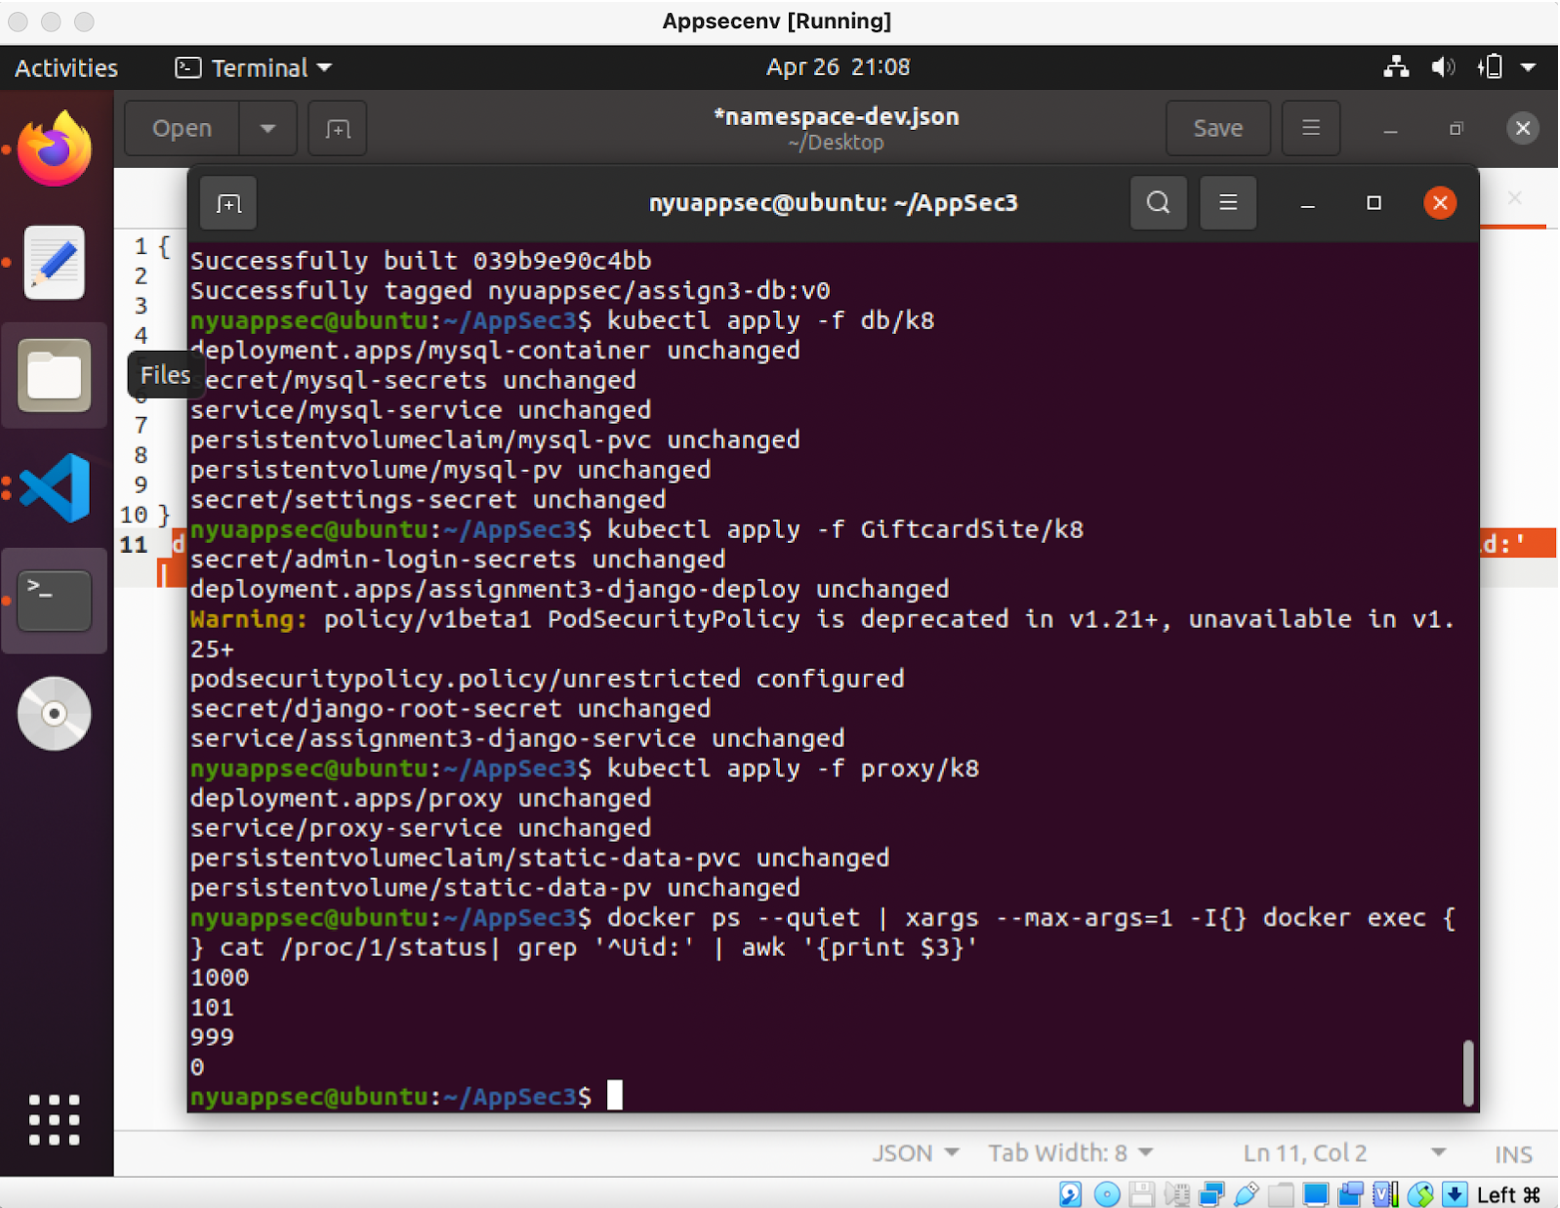 Appsecenv [Running]
Activities
Terminal
Apr 26 21:08
Open
*namespace-dev.json
~/Desktop
Save
nyuappsec@ubuntu: ~/AppSec3
1 {
2
3
4
Files
7
8
9
10 }
11 d
d:'
Successfully built 039b9e90c4bb
Successfully tagged nyuappsec/assign3-db:v0
nyuappsec@ubuntu:~/AppSec3$ kubectl apply -f db/k8
deployment.apps/mysql-container unchanged
secret/mysql-secrets unchanged
service/mysql-service unchanged
persistentvolumeclaim/mysql-pvc unchanged
persistentvolume/mysql-pv unchanged
secret/settings-secret unchanged
nyuappsec@ubuntu:~/AppSec3$ kubectl apply -f GiftcardSite/k8
secret/admin-login-secrets unchanged
deployment.apps/assignment3-django-deploy unchanged
Warning: policy/v1beta1 PodSecurityPolicy is deprecated in v1.21+, unavailable in v1.
25+
podsecuritypolicy.policy/unrestricted configured
secret/django-root-secret unchanged
service/assignment3-django-service unchanged
nyuappsec@ubuntu:~/AppSec3$ kubectl apply -f proxy/k8
deployment.apps/proxy unchanged
service/proxy-service unchanged
persistentvolumeclaim/static-data-pvc unchanged
persistentvolume/static-data-pv unchanged
nyuappsec@ubuntu:~/AppSec3$ docker ps --quiet | xargs --max-args=1 -I{} docker exec {
} cat /proc/1/status| grep '^Uid:' | awk '{print $3}'
1000
101
999
0
nyuappsec@ubuntu:~/AppSec3$
JSON
Tab Width: 8
Ln 11, Col 2
INS
Left ⌘